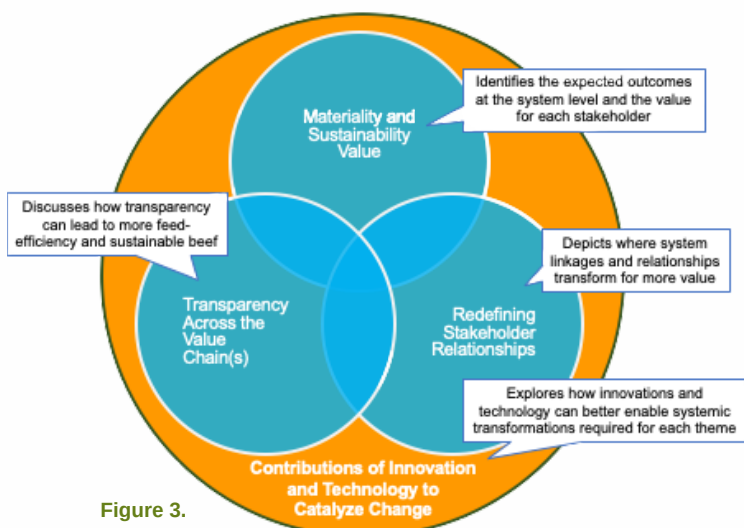 Materiality and
Sustainability
Value
Identifies the expected outcomes
at the system level and the value
for each stakeholder
Discusses how transparency
can lead to more feed-
efficiency and sustainable beef
Depicts where system
linkages and relationships
transform for more value
Transparency
Across the
Value
Chain(s)
Redefining
Stakeholder
Relationships
Explores how innovations and
technology can better enable systemic
transformations required for each theme
Contributions of Innovation
and Technology to
Catalyze Change
Figure 3.